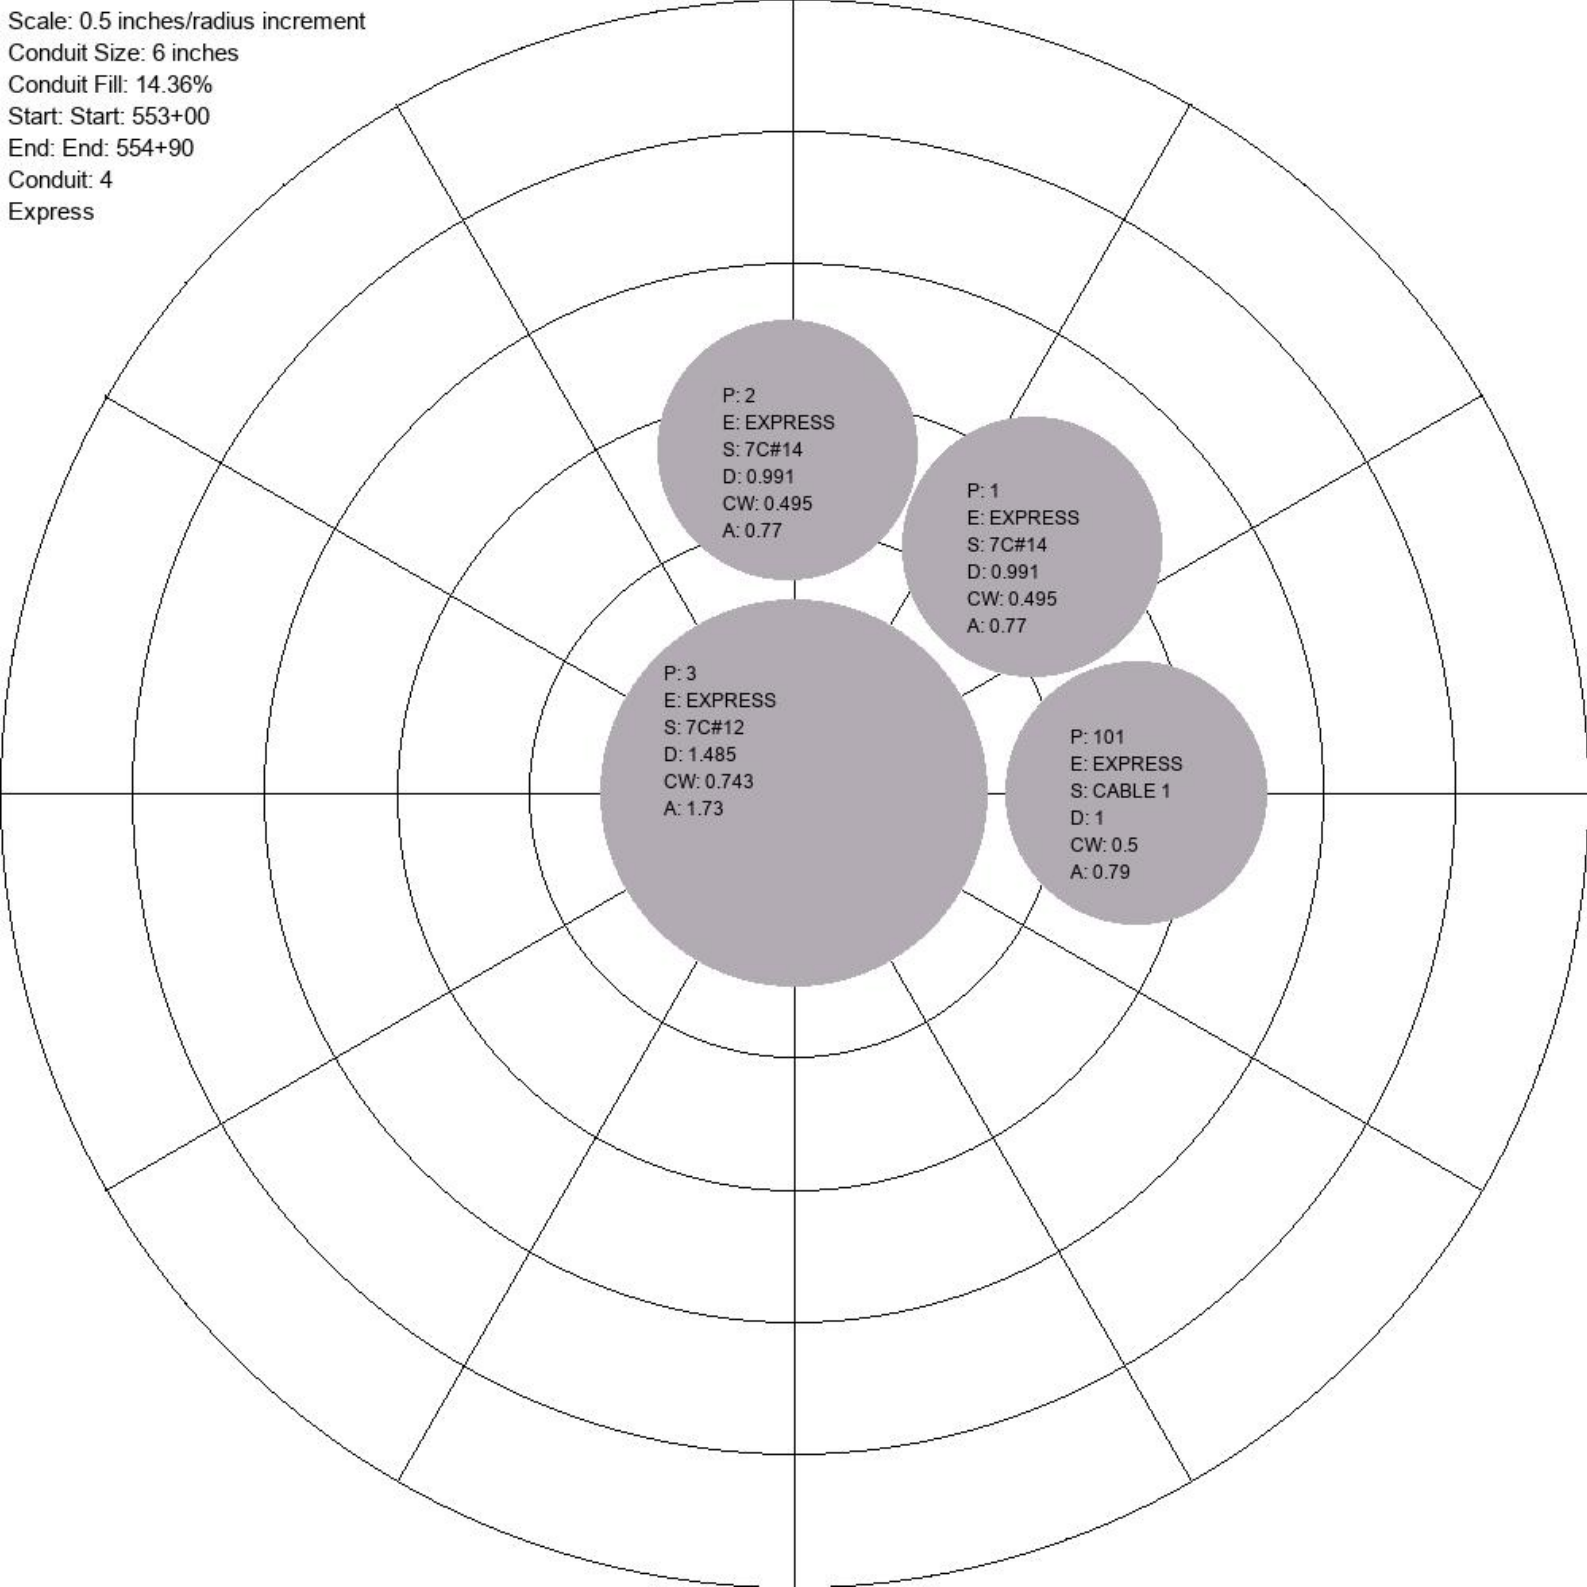 Scale: 0.5 inches/radius increment
Conduit Size: 6 inches
Conduit Fill: 14.36%
Start: Start: 553+00
End: End: 554+90
Conduit: 4
Express
P: 2
E: EXPRESS
S: 7C#14
D: 0.991
CW: 0.495
A: 0.77
P: 1
E: EXPRESS
S: 7C#14
D: 0.991
CW: 0.495
A: 0.77
P: 3
E: EXPRESS
S: 7C#12
D: 1.485
CW: 0.743
A: 1.73
P: 101
E: EXPRESS
S: CABLE 1
D: 1
CW: 0.5
A: 0.79